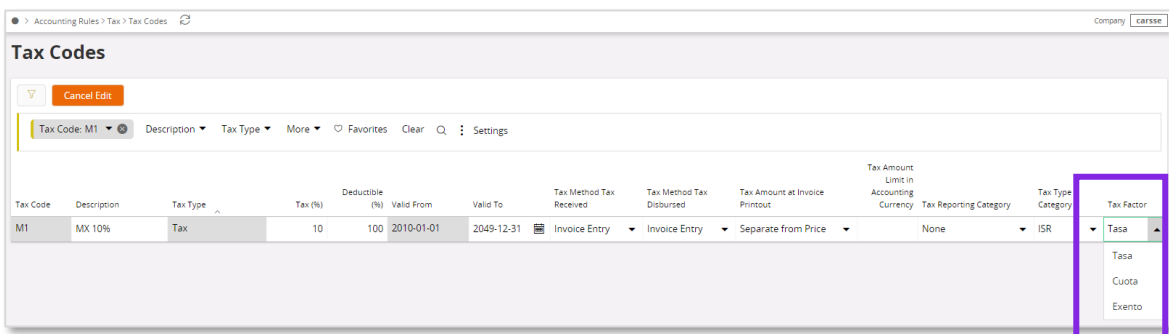 > Accounting Rules > Tax > Tax Codes
Company carsse
Tax Codes
Cancel Edit
Tax Code: M1 Description Tax Type More Favorites Clear Settings
Tax Code Description Tax Type Tax (%) Deductible (%) Valid From Valid To Tax Method Tax Received Tax Method Tax Disbursed Tax Amount at Invoice Printout Tax Amount Limit in Accounting Currency Tax Reporting Category Tax Type Category Tax Factor
M1 MX 10% Tax 10 100 2010-01-01 2049-12-31 Invoice Entry Invoice Entry Separate from Price None ISR Tasa
Tasa
Cuota
Exento